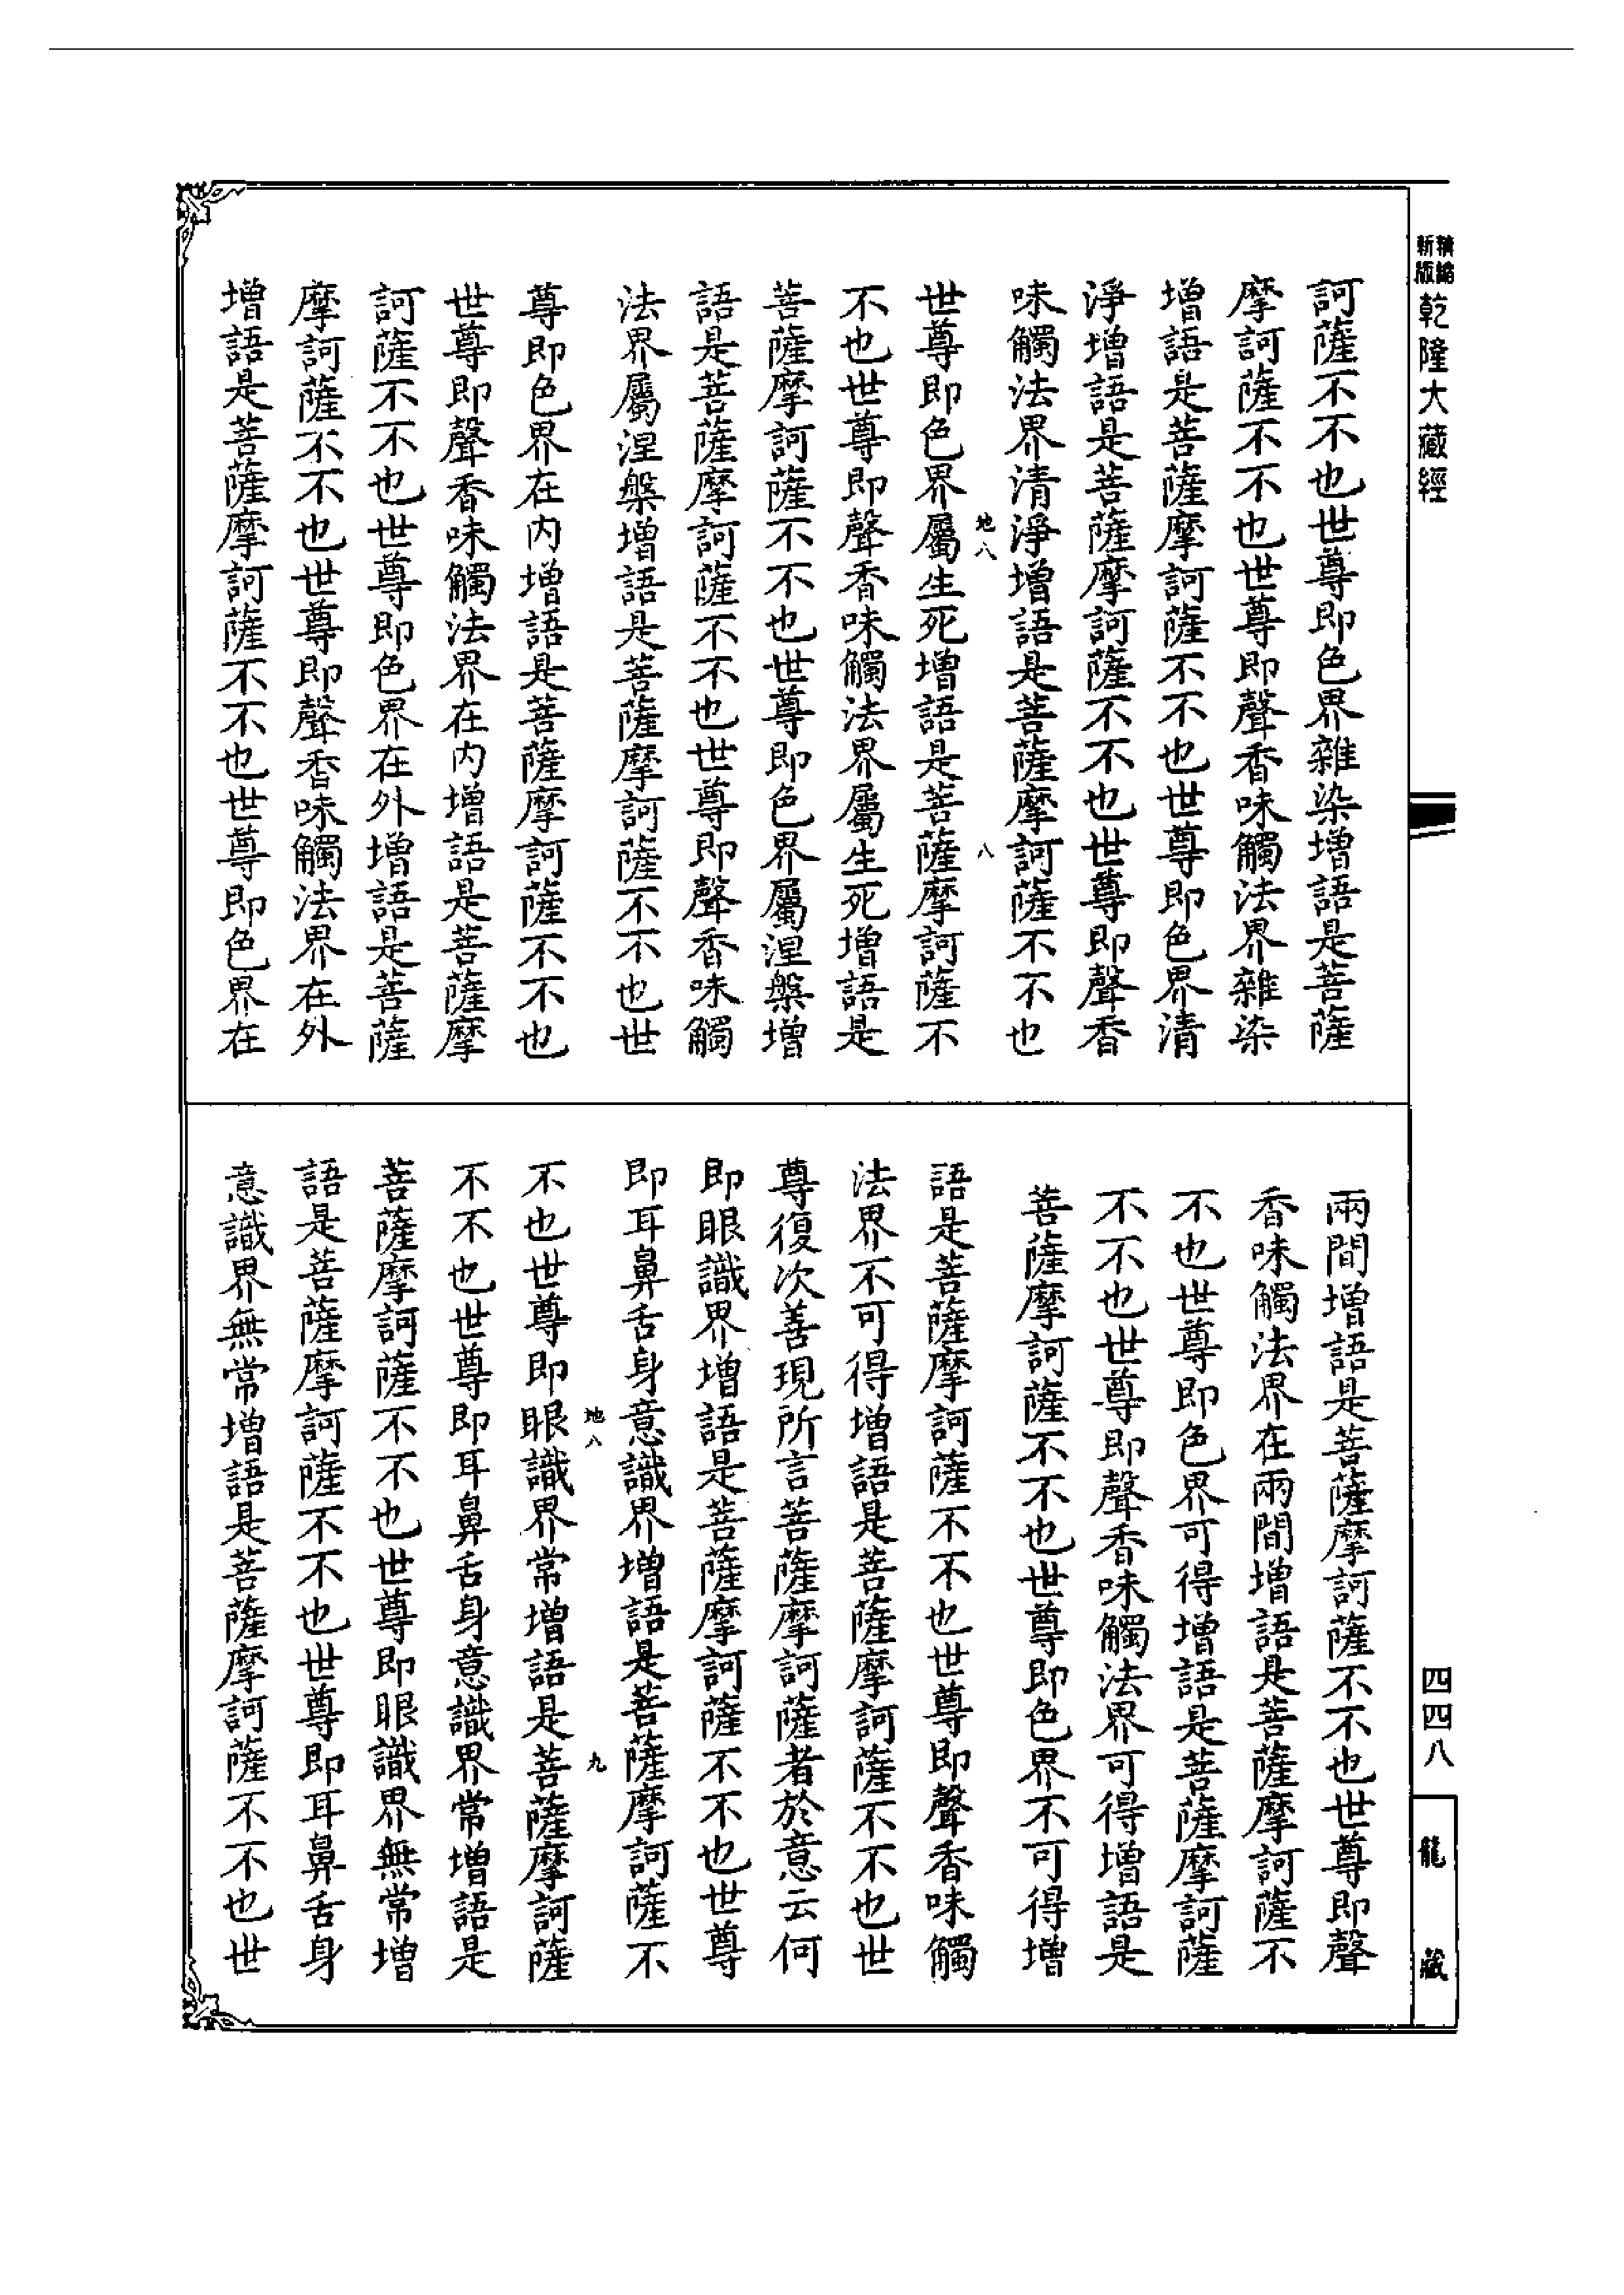 新版精縮
乾隆大藏經
訶薩不不也世尊即色界雜染增語是菩薩
摩訶薩不不也世尊即聲香味觸法界雜染
增語是菩薩摩訶薩不不也世尊即色界清
淨增語是菩薩摩訶薩不不也世尊即聲香
味觸法界清淨增語是菩薩摩訶薩不不也
地八
八
世尊即色界屬生死增語是菩薩摩訶薩不
不也世尊即聲香味觸法界屬生死增語是
菩薩摩訶薩不不也世尊即色界屬涅槃增
語是菩薩摩訶薩不不也世尊即聲香味觸
法界屬涅槃增語是菩薩摩訶薩不不也世
尊即色界在內增語是菩薩摩訶薩不不也
世尊即聲香味觸法界在內增語是菩薩摩
訶薩不不也世尊即色界在外增語是菩薩
摩訶薩不不也世尊即聲香味觸法界在外
增語是菩薩摩訶薩不不也世尊即色界在
兩間增語是菩薩摩訶薩不不也世尊即聲
香味觸法界在兩間增語是菩薩摩訶薩不
不也世尊即色界可得增語是菩薩摩訶薩
不不也世尊即聲香味觸法界可得增語是
菩薩摩訶薩不不也世尊即色界不可得增
語是菩薩摩訶薩不不也世尊即聲香味觸
法界不可得增語是菩薩摩訶薩不不也世
尊復次善現所言菩薩摩訶薩者於意云何
即眼識界增語是菩薩摩訶薩不不也世尊
即耳鼻舌身意識界增語是菩薩摩訶薩不
地八
九
不也世尊即眼識界常增語是菩薩摩訶薩
不不也世尊即耳鼻舌身意識界常增語是
菩薩摩訶薩不不也世尊即眼識界無常增
語是菩薩摩訶薩不不也世尊即耳鼻舌身
意識界無常增語是菩薩摩訶薩不不也世
四四八
龍藏